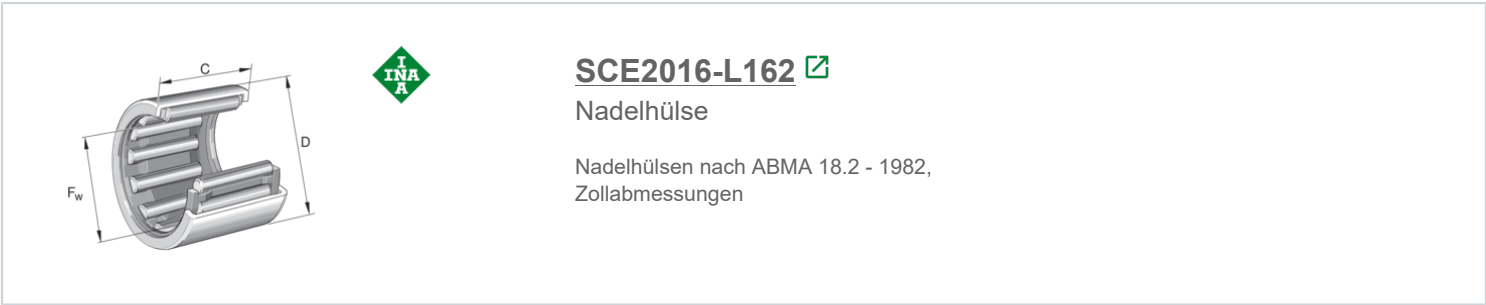 C
D
Fw
I
INA
A
SCE2016-L162
Nadelhülse
Nadelhülsen nach ABMA 18.2 - 1982,
Zollabmessungen